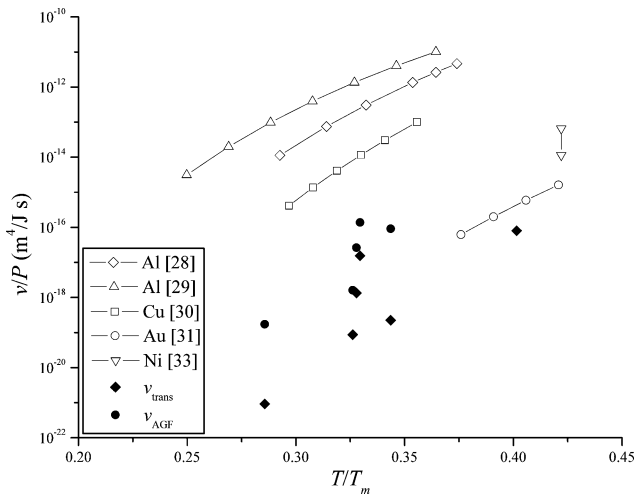 10⁻¹⁰
10⁻¹²
10⁻¹⁴
10⁻¹⁶
10⁻¹⁸
10⁻²⁰
10⁻²²
v/P (m⁴/J s)
Al [28]
Al [29]
Cu [30]
Au [31]
Ni [33]
v_trans
v_AGF
0.20 0.25 0.30 0.35 0.40 0.45
T/T_m